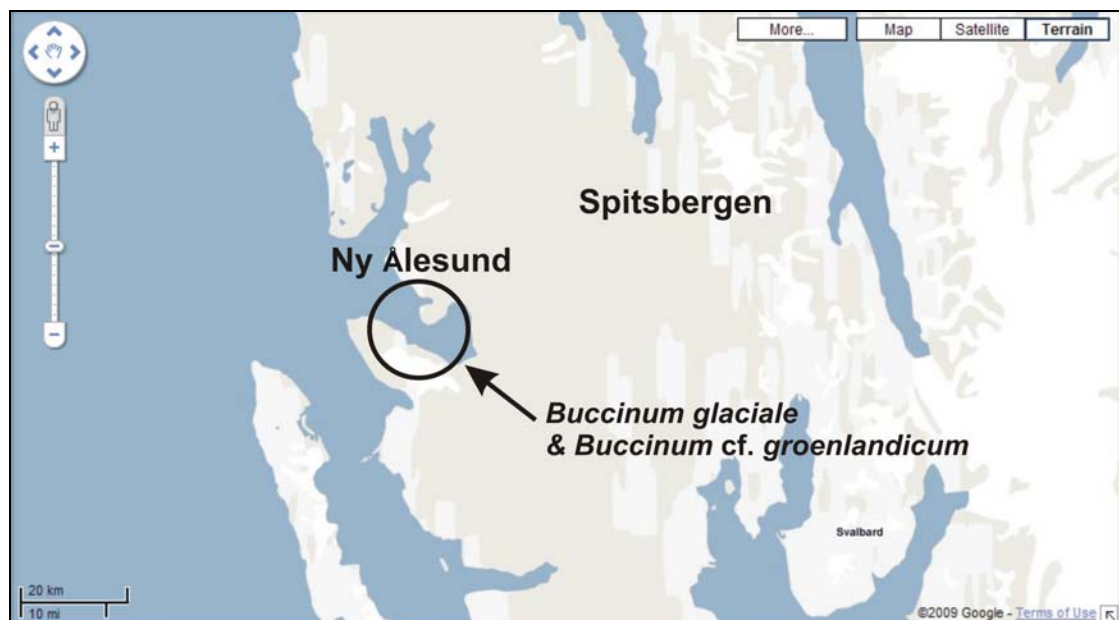 More...
Map
Satellite
Terrain
+
Spitsbergen
Ny Ålesund
−
Buccinum glaciale
& Buccinum cf. groenlandicum
Svalbard
20 km
10 mi
©2009 Google - Terms of Use